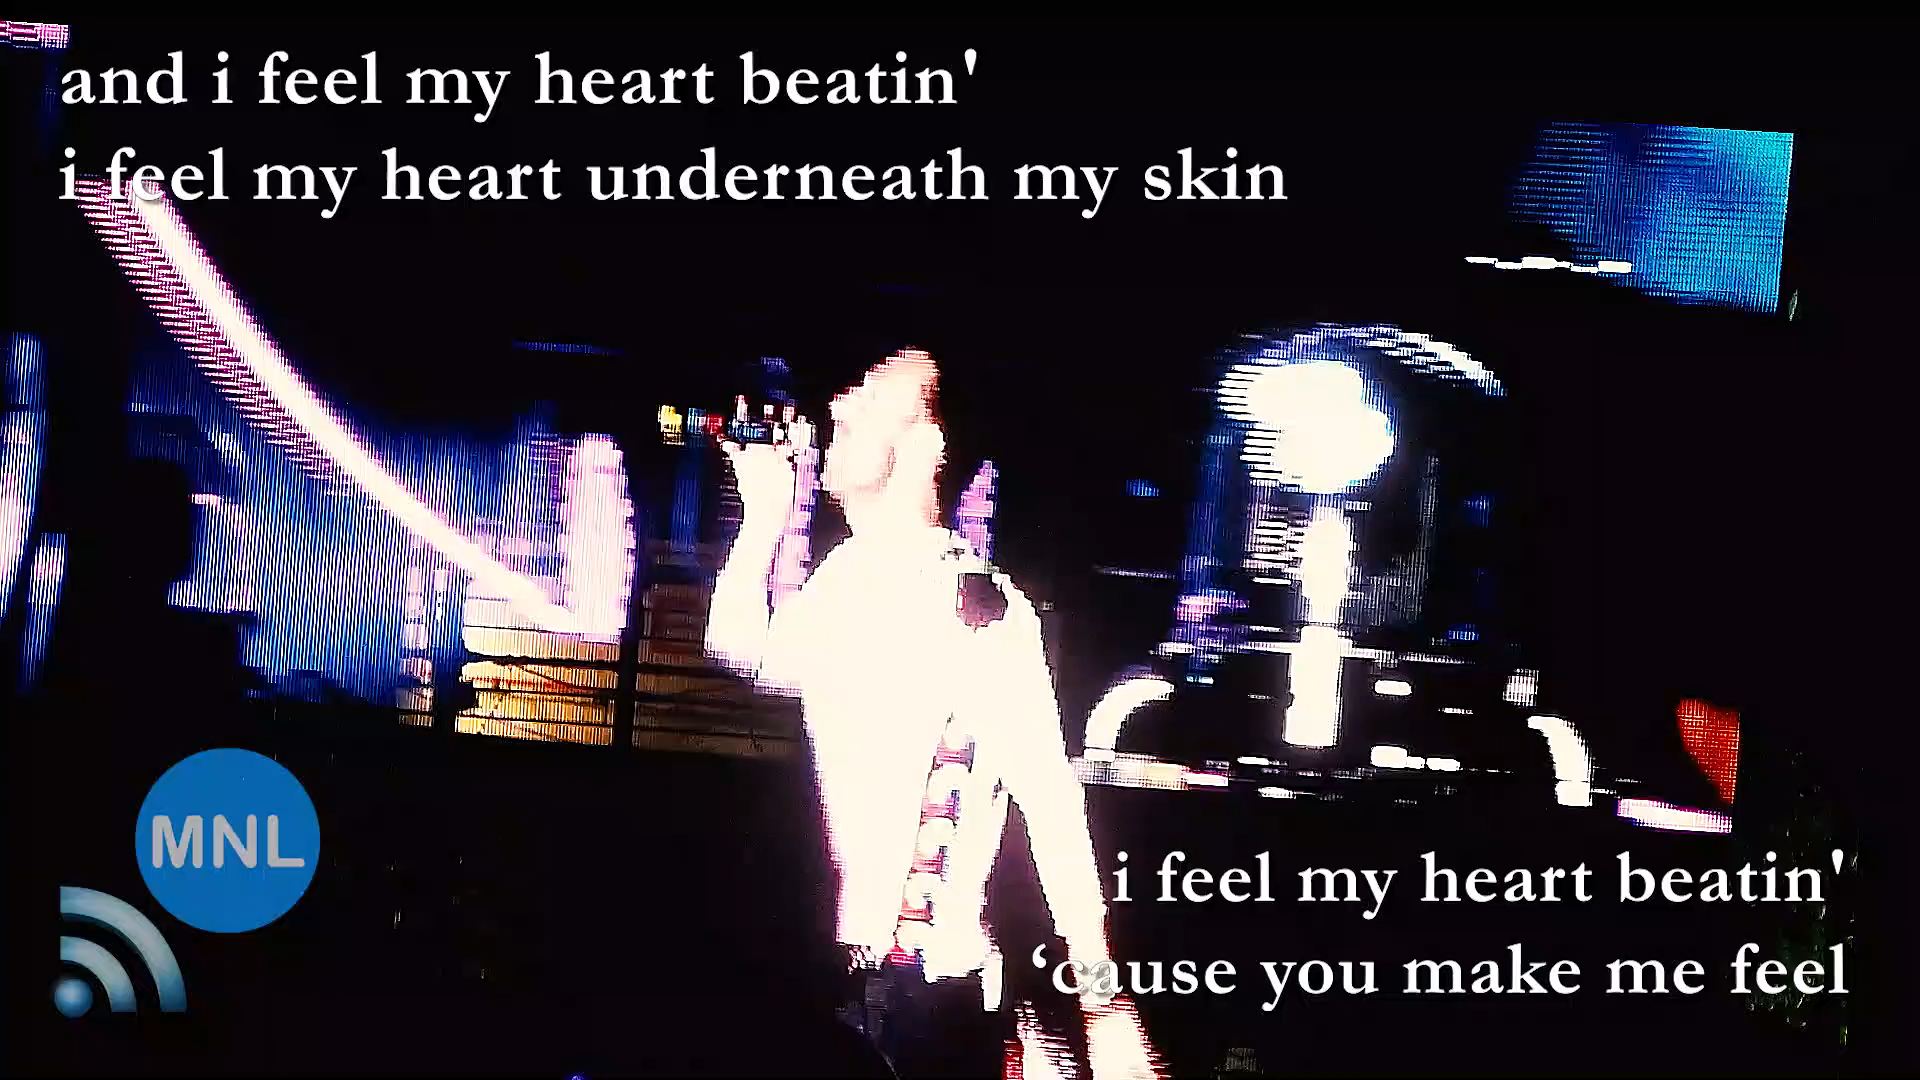 and i feel my heart beatin'
i feel my heart underneath my skin
MNL
i feel my heart beatin'
‘cause you make me feel